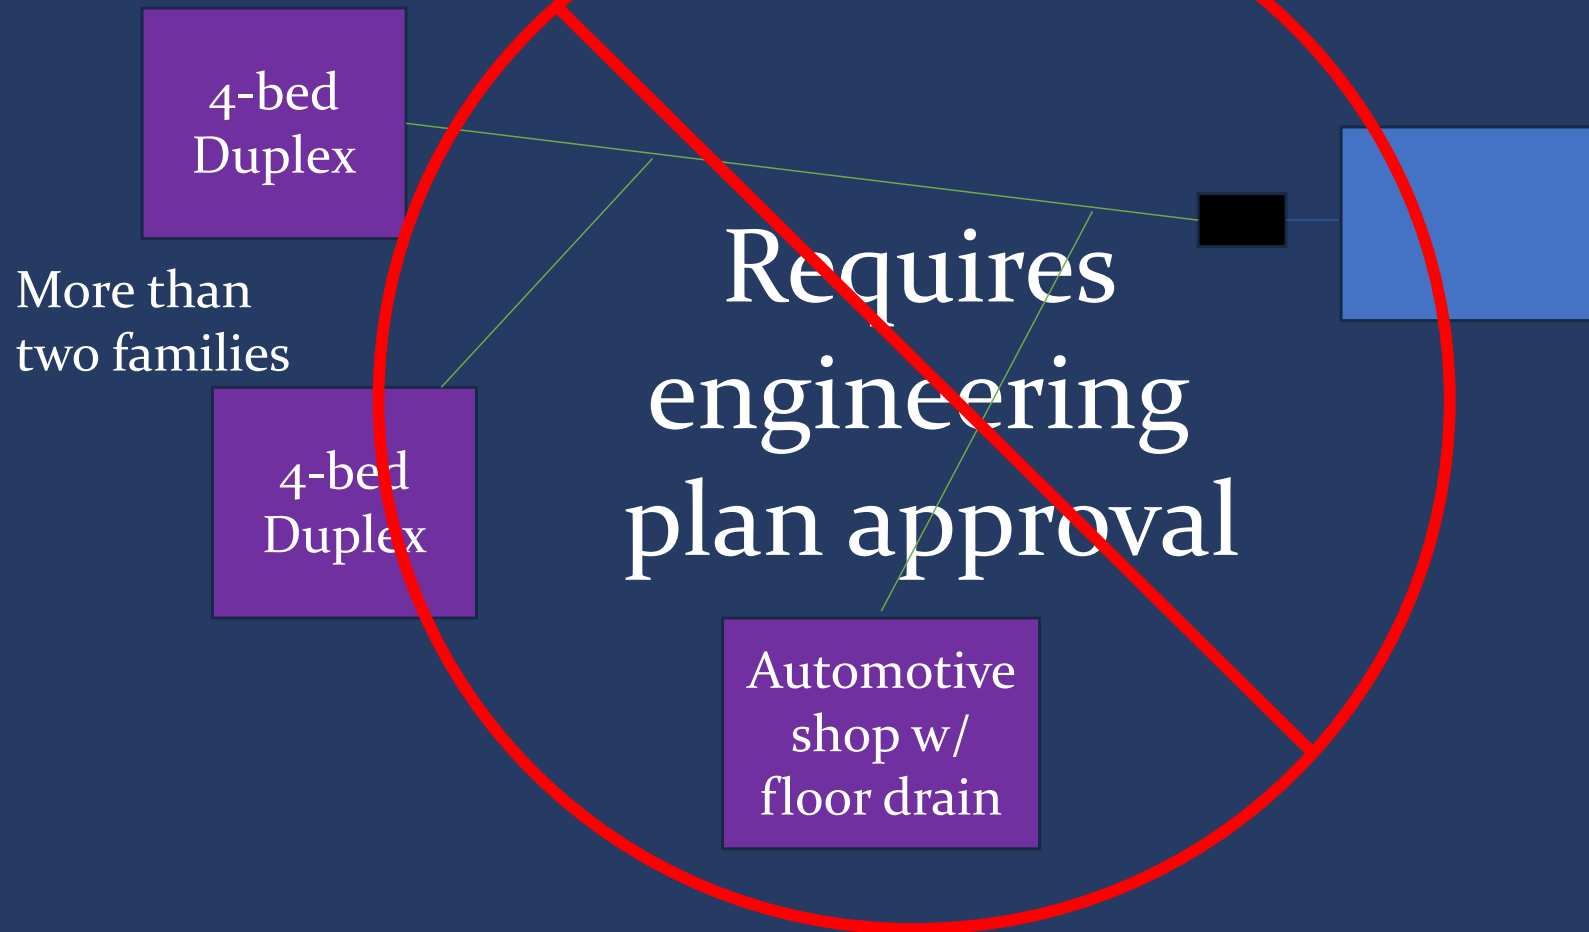 4-bed
Duplex
More than
two families
4-bed
Duplex
Requires
engineering
plan approval
Automotive
shop w/
floor drain